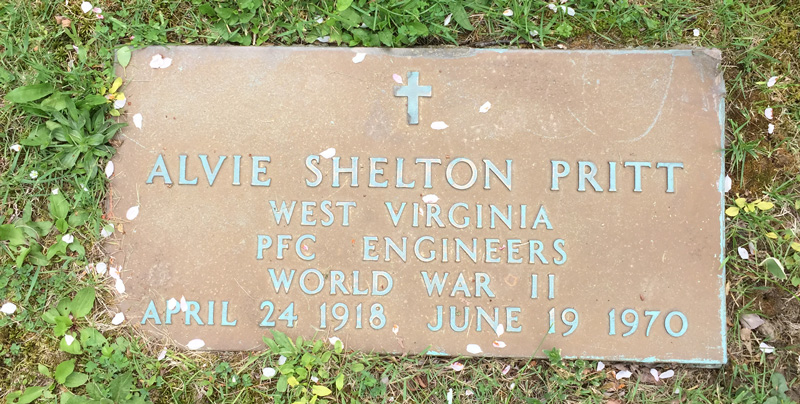 ALVIE SHELTON PRITT
WEST VIRGINIA
PFC ENGINEERS
WORLD WAR II
APRIL 24 1918 JUNE 19 1970